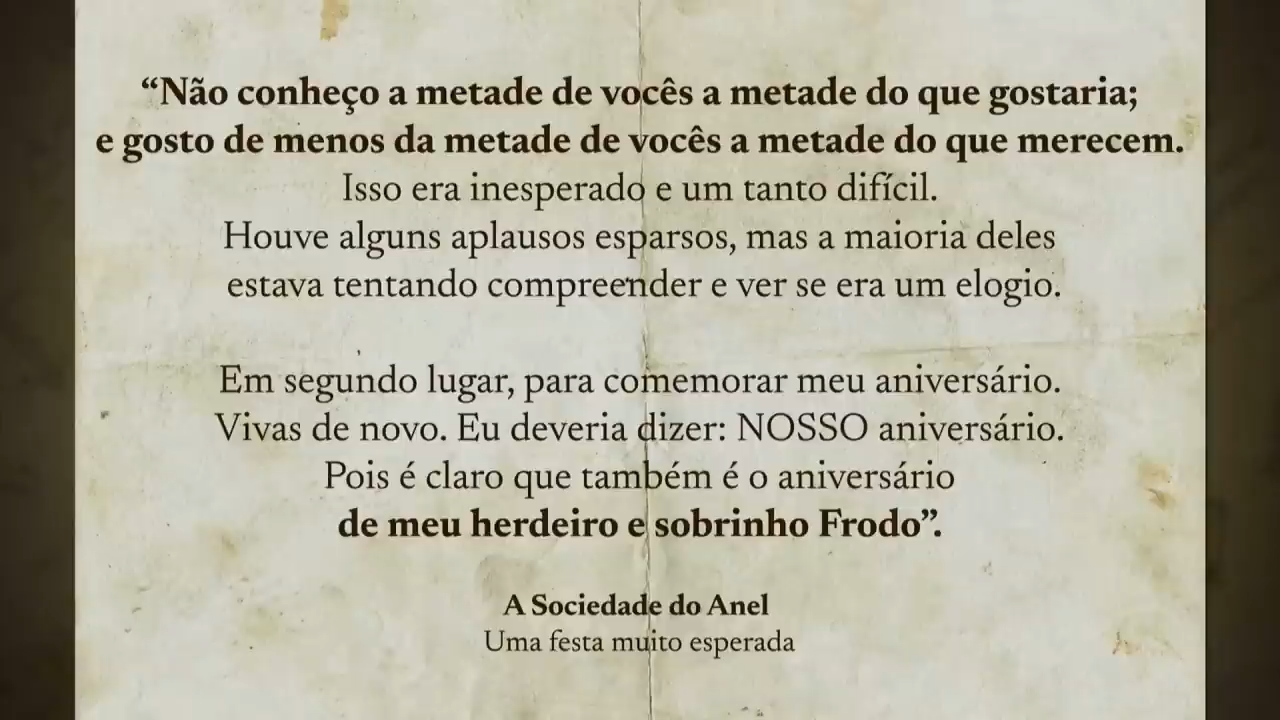 “Não conheço a metade de vocês a metade do que gostaria;
e gosto de menos da metade de vocês a metade do que merecem.
Isso era inesperado e um tanto difícil.
Houve alguns aplausos esparsos, mas a maioria deles
estava tentando compreender e ver se era um elogio.
Em segundo lugar, para comemorar meu aniversário.
Vivas de novo. Eu deveria dizer: NOSSO aniversário.
Pois é claro que também é o aniversário
de meu herdeiro e sobrinho Frodo”.
A Sociedade do Anel
Uma festa muito esperada